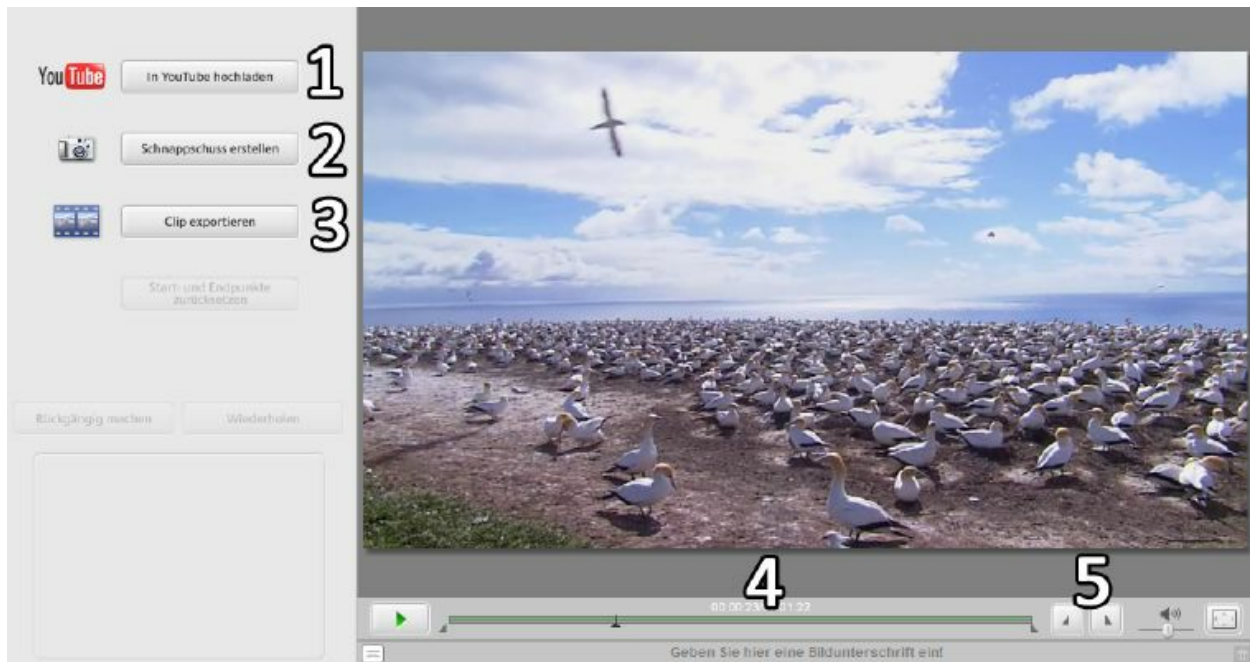 You Tube
In YouTube hochladen
1
Schnappschuss erstellen
2
Clip exportieren
3
Start- und Endpunkte
zurücksetzen
Rückgängig machen
Wiederholen
4
5
Geben Sie hier eine Bildunterschrift ein!